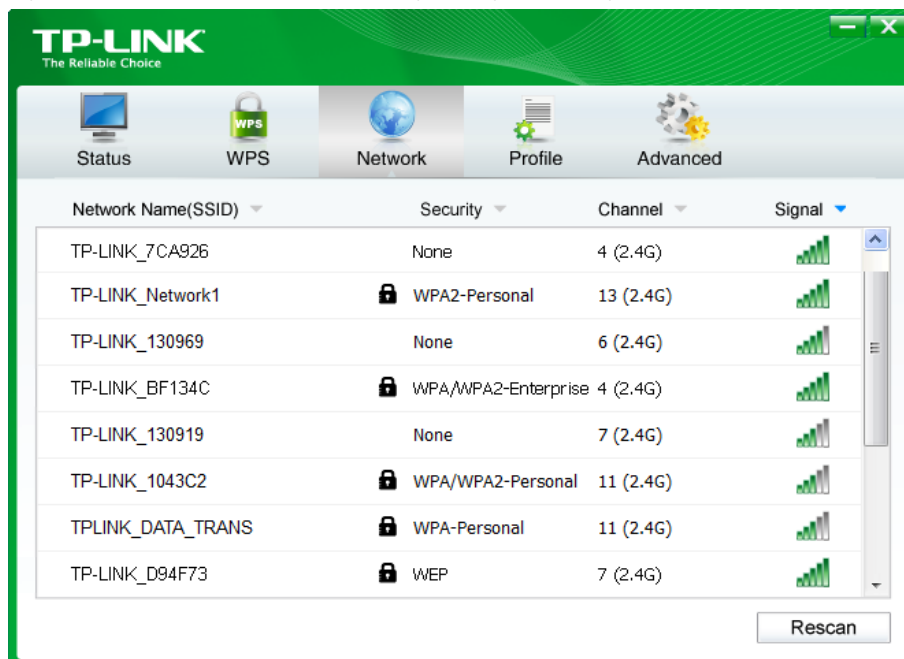 TP-LINK
The Reliable Choice
WPS
Status WPS Network Profile Advanced
Network Name(SSID) Security Channel Signal
TP-LINK_7CA926 None 4 (2.4G)
TP-LINK_Network1 WPA2-Personal 13 (2.4G)
TP-LINK_130969 None 6 (2.4G)
TP-LINK_BF134C WPA/WPA2-Enterprise 4 (2.4G)
TP-LINK_130919 None 7 (2.4G)
TP-LINK_1043C2 WPA/WPA2-Personal 11 (2.4G)
TPLINK_DATA_TRANS WPA-Personal 11 (2.4G)
TP-LINK_D94F73 WEP 7 (2.4G)
Rescan